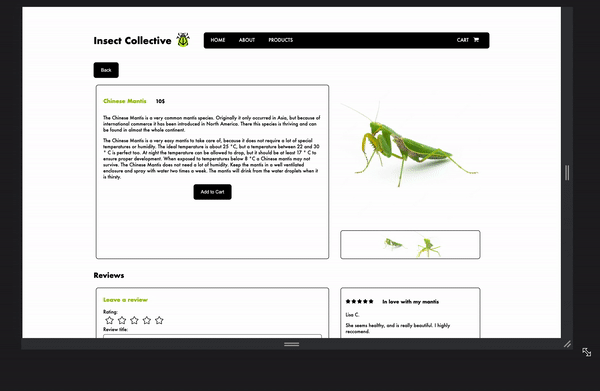 Insect Collective
HOME ABOUT PRODUCTS CART
Back
Chinese Mantis 10$
The Chinese Mantis is a very common mantis species. Originally it only occurred in Asia, but because of
international commerce it has been introduced in North America. There this species is thriving and can
be found in almost the whole continent.
The Chinese Mantis is a very easy mantis to take care of, because it does not require a lot of special
temperatures or humidity. The ideal temperature is about 25 °C, but a temperature between 22 and 30
°C is perfect too. At night the temperature can be allowed to drop, but it should be at least 17 ° C to
ensure proper development. When exposed to temperatures below 8 °C a Chinese mantis may not
survive. The Chinese Mantis does not need a lot of humidity. Keep the mantis in a well ventilated
enclosure and spray with water two times a week. The mantis will drink from the water droplets when it
is thirsty.
Add to Cart
Reviews
Leave a review
Rating:
Review title:
In love with my mantis
Lisa C.
She seems healthy, and is really beautiful. I highly
reccomend.